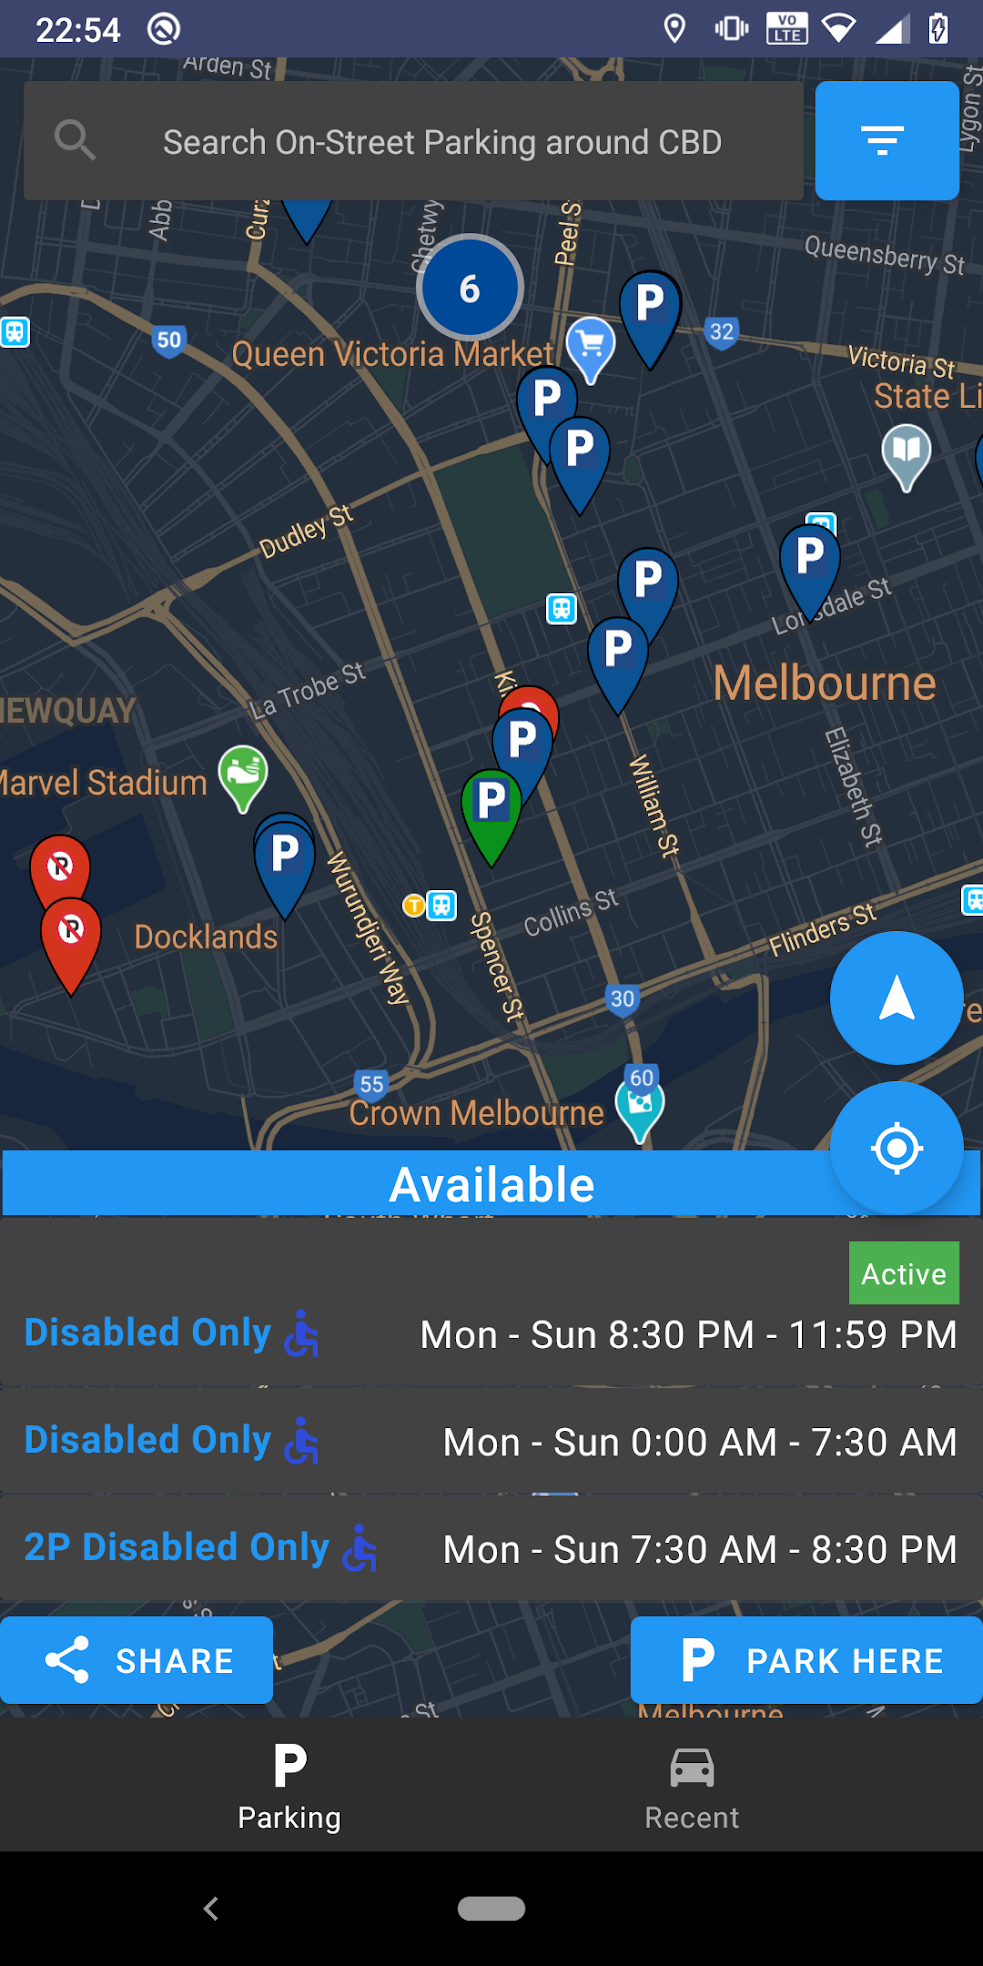 22:54
VO
LTE
Arden St
Search On-Street Parking around CBD
Lygon St
Abb
Curz
Chetwy
Peel S
Queensberry St
6
50
32
Queen Victoria Market
Victoria St
State Li
P
P
P
Dudley St
P
P
Lonsdale St
P
La Trobe St
Melbourne
NEWQUAY
Ki
Marvel Stadium
P
P
William St
Elizabeth St
P
P
P
Wurundjeri Way
T
Docklands
Collins St
Spencer St
Flinders St
30
55
60
Crown Melbourne
Available
Active
Disabled Only
Mon - Sun 8:30 PM - 11:59 PM
Disabled Only
Mon - Sun 0:00 AM - 7:30 AM
2P Disabled Only
Mon - Sun 7:30 AM - 8:30 PM
SHARE
P PARK HERE
St
Melbourne
P
Parking
Recent